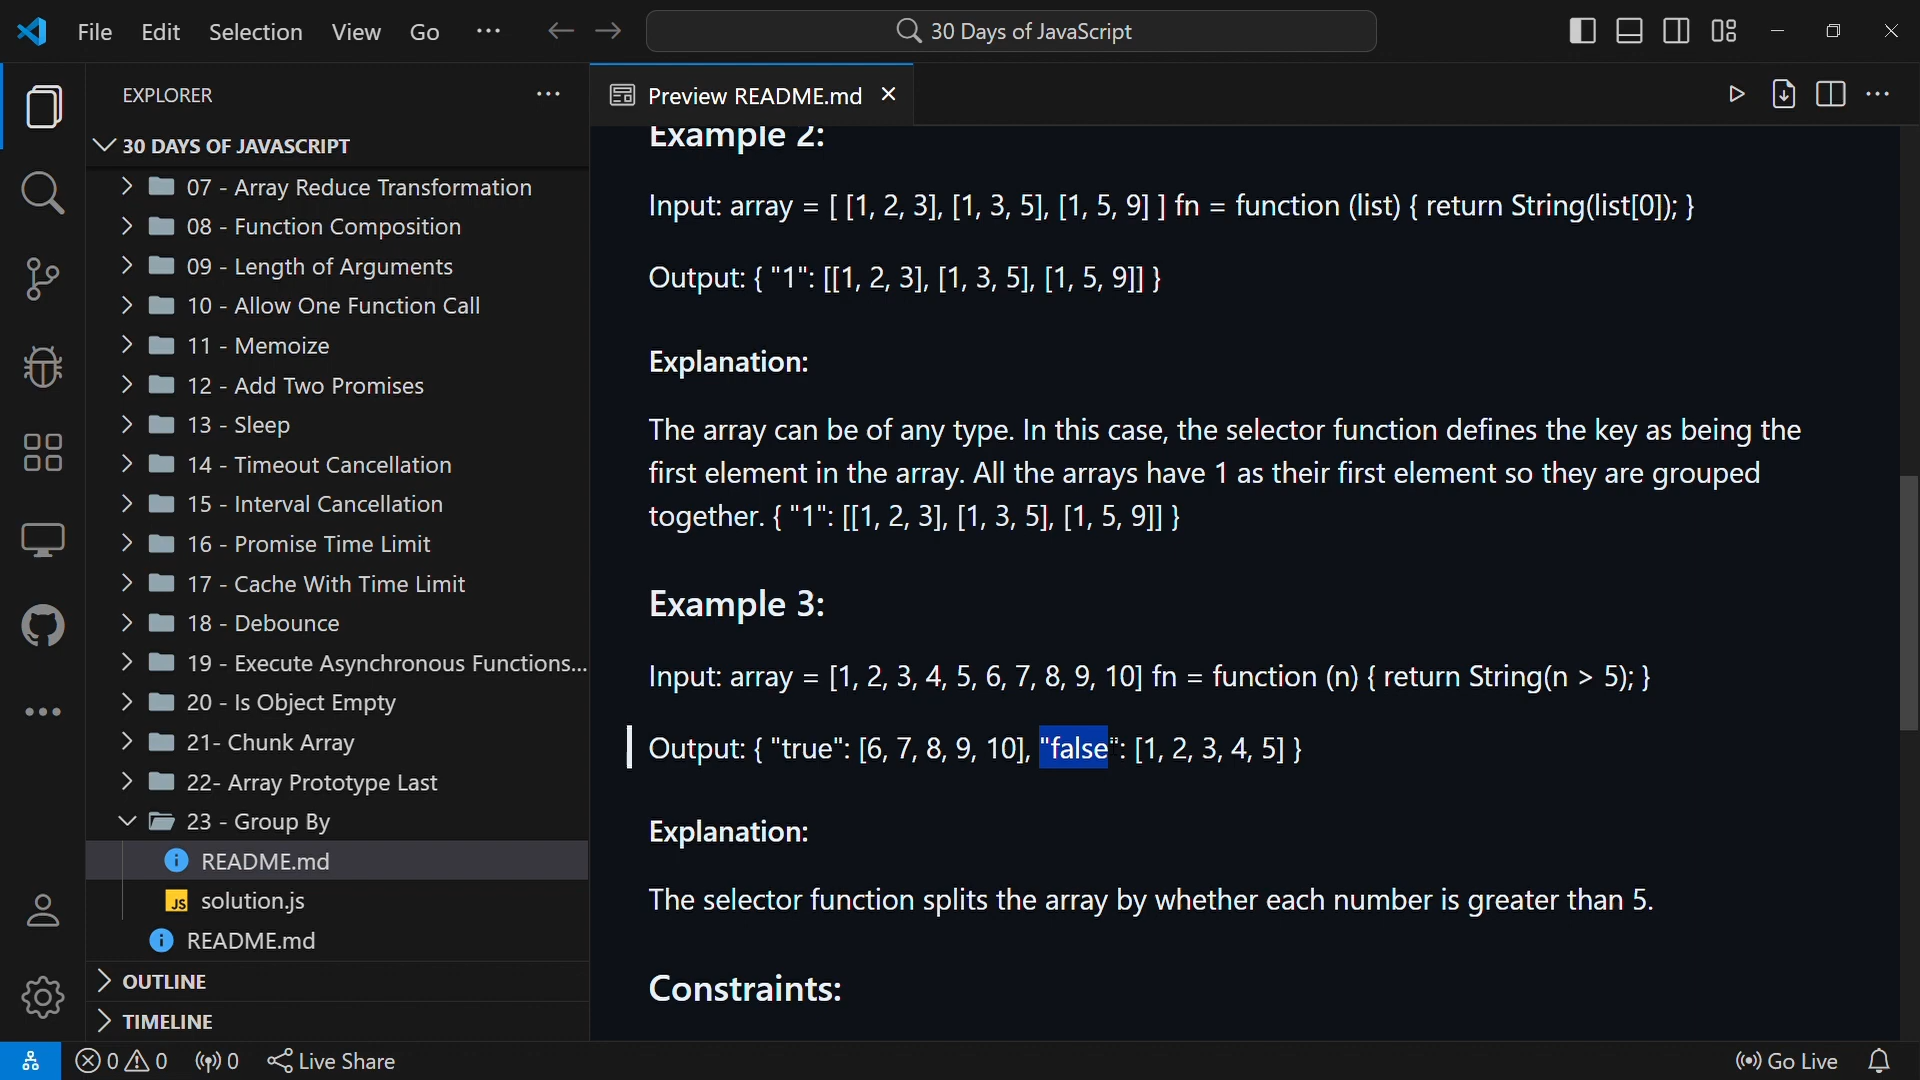 File Edit Selection View Go ··· 30 Days of JavaScript
EXPLORER ···
30 DAYS OF JAVASCRIPT
07 - Array Reduce Transformation
08 - Function Composition
09 - Length of Arguments
10 - Allow One Function Call
11 - Memoize
12 - Add Two Promises
13 - Sleep
14 - Timeout Cancellation
15 - Interval Cancellation
16 - Promise Time Limit
17 - Cache With Time Limit
18 - Debounce
19 - Execute Asynchronous Functions...
20 - Is Object Empty
21- Chunk Array
22- Array Prototype Last
23 - Group By
README.md
JS solution.js
README.md
OUTLINE
TIMELINE
Preview README.md
Example 2:
Input: array = [ [1, 2, 3], [1, 3, 5], [1, 5, 9] ] fn = function (list) { return String(list[0]); }
Output: { "1": [[1, 2, 3], [1, 3, 5], [1, 5, 9]] }
Explanation:
The array can be of any type. In this case, the selector function defines the key as being the
first element in the array. All the arrays have 1 as their first element so they are grouped
together. { "1": [[1, 2, 3], [1, 3, 5], [1, 5, 9]] }
Example 3:
Input: array = [1, 2, 3, 4, 5, 6, 7, 8, 9, 10] fn = function (n) { return String(n > 5); }
Output: { "true": [6, 7, 8, 9, 10], "false": [1, 2, 3, 4, 5] }
Explanation:
The selector function splits the array by whether each number is greater than 5.
Constraints:
0 0 0 Live Share Go Live